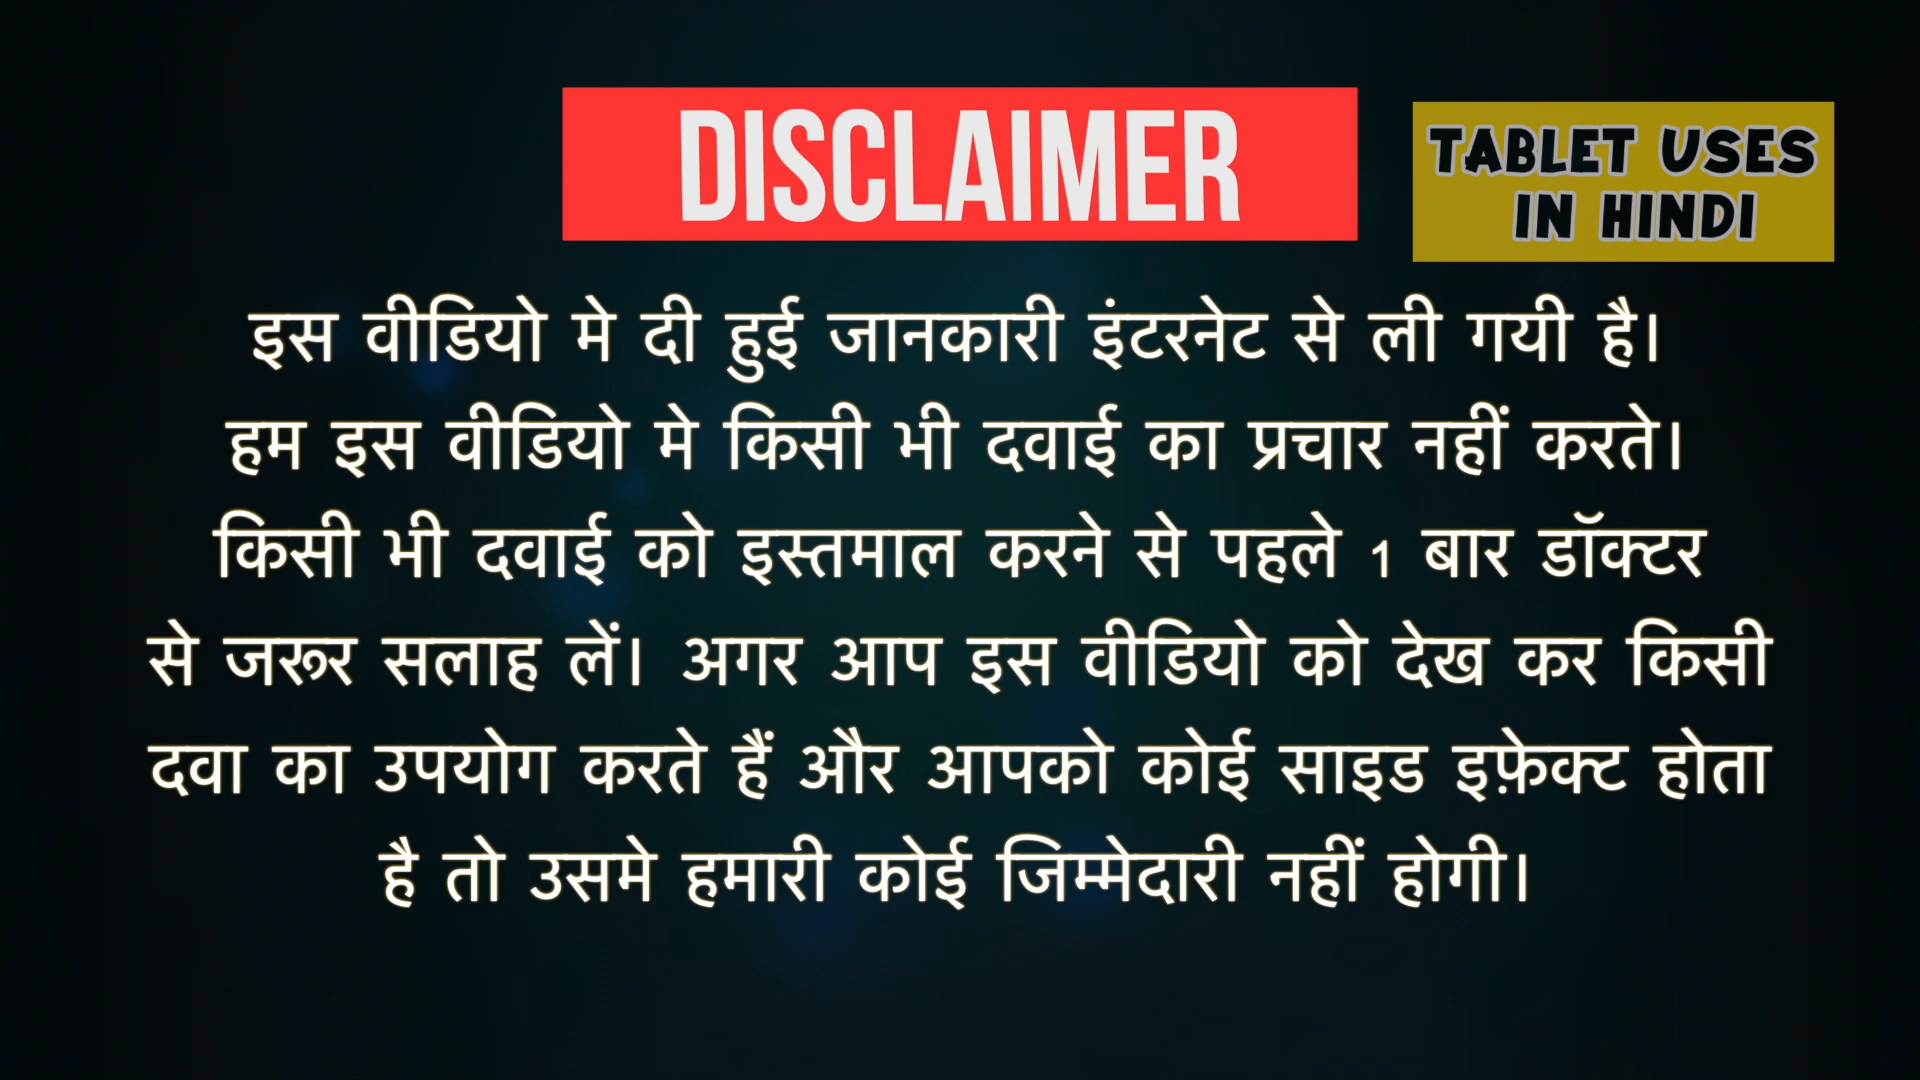 DISCLAIMER
TABLET USES
IN HINDI
इस वीडियो मे दी हुई जानकारी इंटरनेट से ली गयी है।
हम इस वीडियो मे किसी भी दवाई का प्रचार नहीं करते।
किसी भी दवाई को इस्तमाल करने से पहले 1 बार डॉक्टर
से जरूर सलाह लें। अगर आप इस वीडियो को देख कर किसी
दवा का उपयोग करते हैं और आपको कोई साइड इफ़ेक्ट होता
है तो उसमे हमारी कोई जिम्मेदारी नहीं होगी।